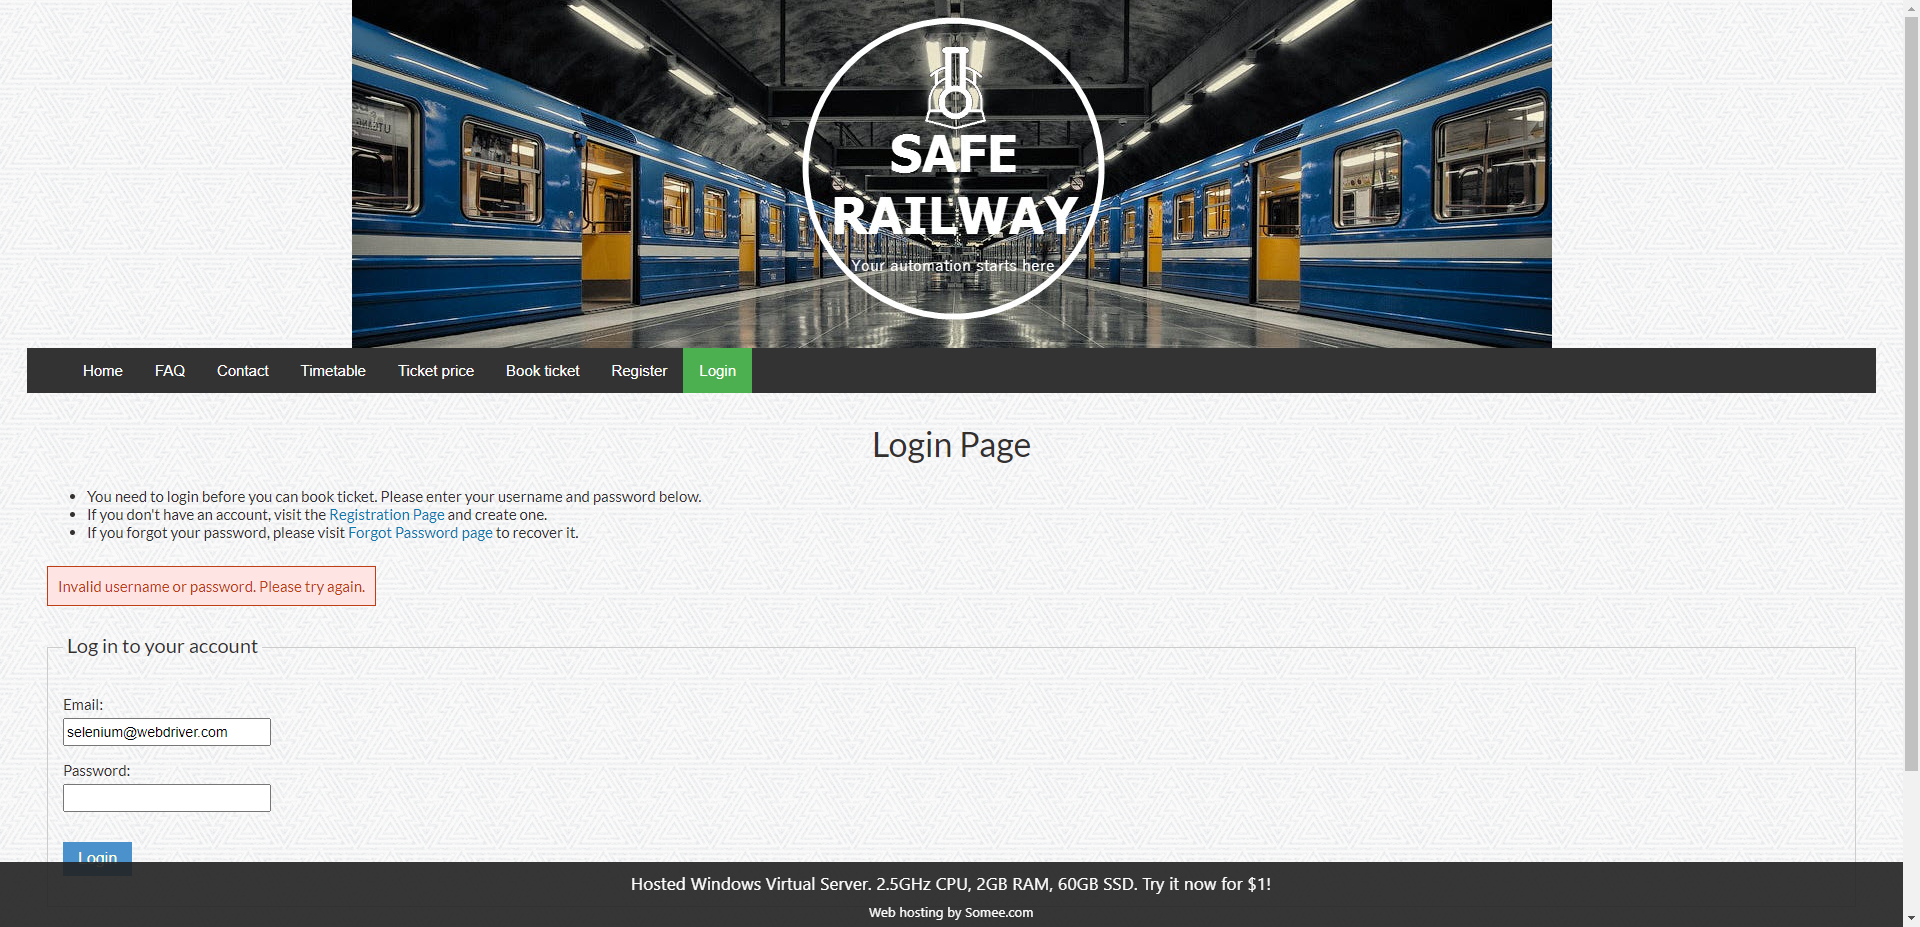 SAFE
RAILWAY
Your automation starts here
Home FAQ Contact Timetable Ticket price Book ticket Register Login
Login Page
You need to login before you can book ticket. Please enter your username and password below.
If you don't have an account, visit the Registration Page and create one.
If you forgot your password, please visit Forgot Password page to recover it.
Invalid username or password. Please try again.
Log in to your account
Email:
selenium@webdriver.com
Password:
Login
Hosted Windows Virtual Server. 2.5GHz CPU, 2GB RAM, 60GB SSD. Try it now for $1!
Web hosting by Somee.com